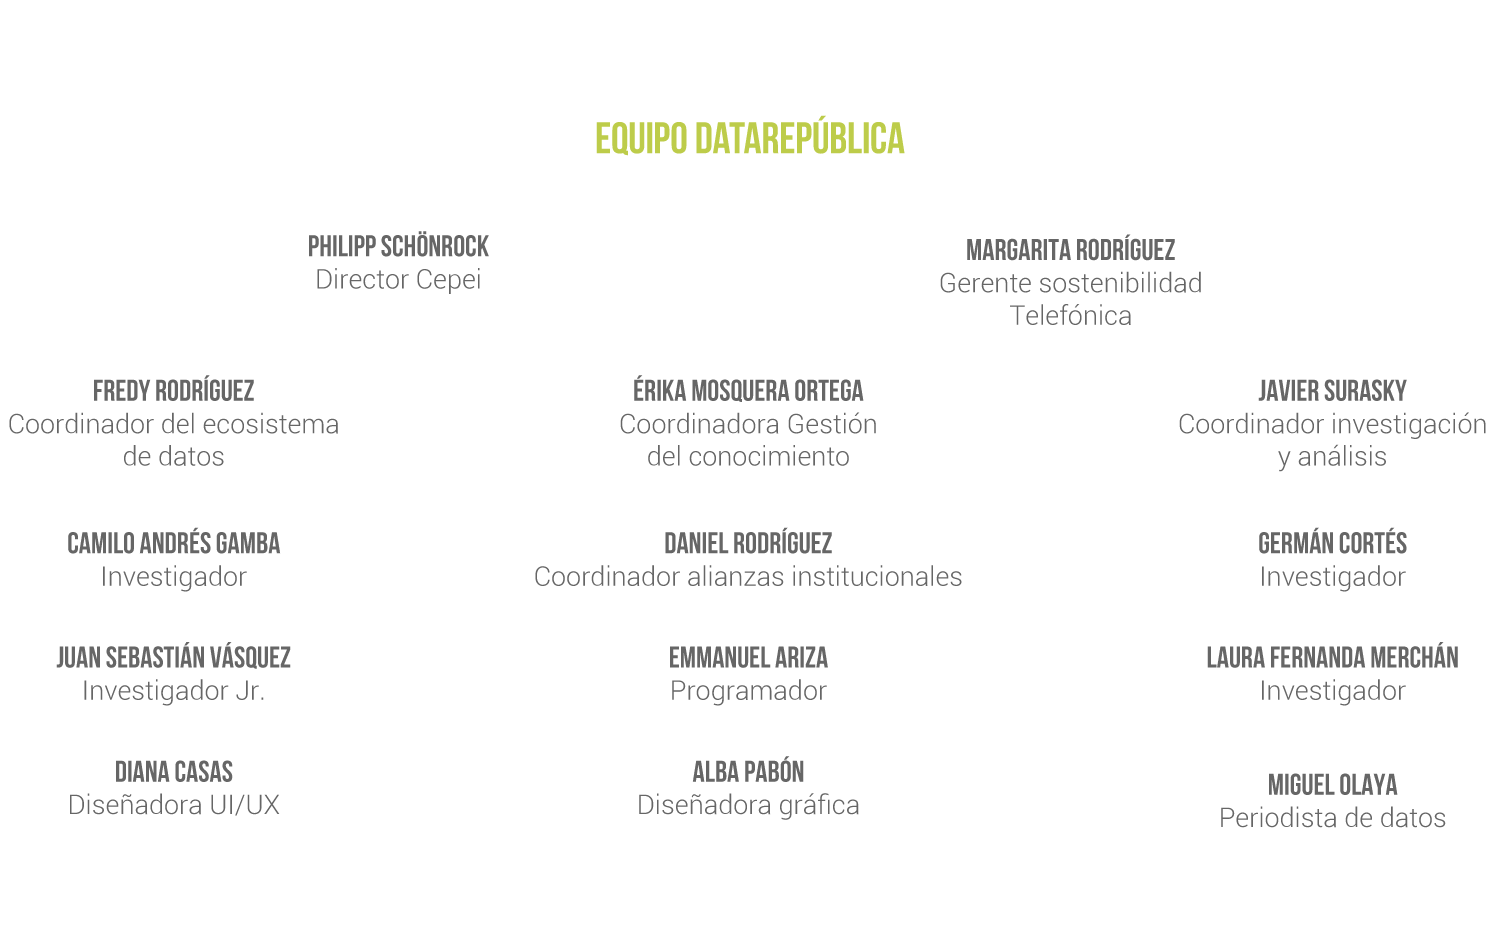 EQUIPO DATAREPÚBLICA
PHILIPP SCHÖNROCK
Director Cepei
MARGARITA RODRÍGUEZ
Gerente sostenibilidad
Telefónica
FREDY RODRÍGUEZ
Coordinador del ecosistema
de datos
ÉRIKA MOSQUERA ORTEGA
Coordinadora Gestión
del conocimiento
JAVIER SURASKY
Coordinador investigación
y análisis
CAMILO ANDRÉS GAMBA
Investigador
DANIEL RODRÍGUEZ
Coordinador alianzas institucionales
GERMÁN CORTÉS
Investigador
JUAN SEBASTIÁN VÁSQUEZ
Investigador Jr.
EMMANUEL ARIZA
Programador
LAURA FERNANDA MERCHÁN
Investigador
DIANA CASAS
Diseñadora UI/UX
ALBA PABÓN
Diseñadora gráfica
MIGUEL OLAYA
Periodista de datos